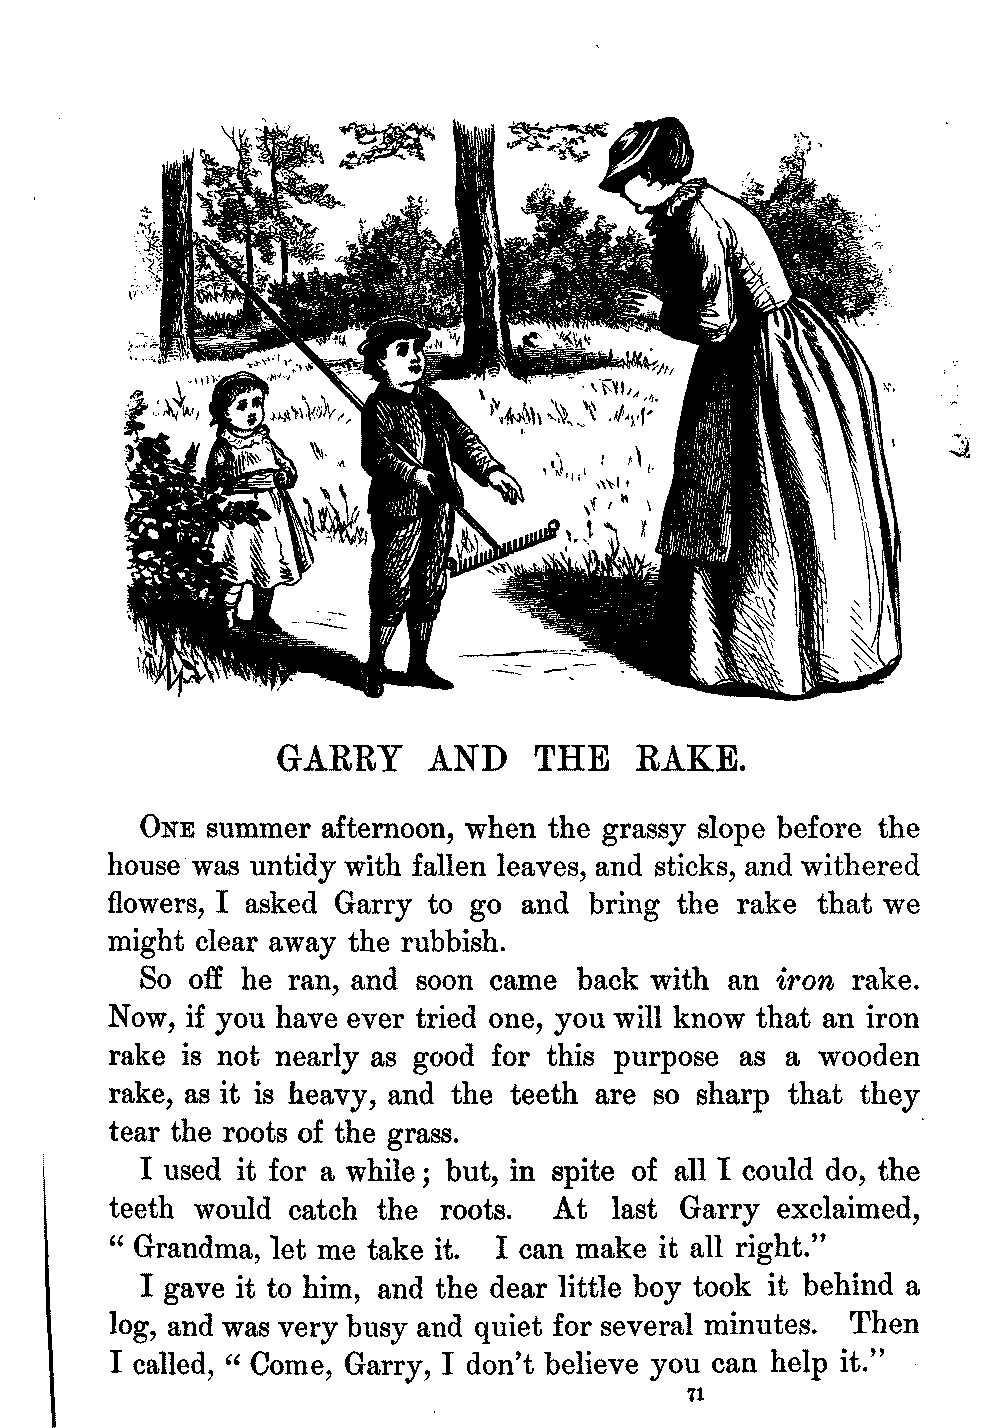 GARRY AND THE RAKE.
ONE summer afternoon, when the grassy slope before the
house was untidy with fallen leaves, and sticks, and withered
flowers, I asked Garry to go and bring the rake that we
might clear away the rubbish.
So off he ran, and soon came back with an iron rake.
Now, if you have ever tried one, you will know that an iron
rake is not nearly as good for this purpose as a wooden
rake, as it is heavy, and the teeth are so sharp that they
tear the roots of the grass.
I used it for a while; but, in spite of all I could do, the
teeth would catch the roots. At last Garry exclaimed,
“Grandma, let me take it. I can make it all right.”
I gave it to him, and the dear little boy took it behind a
log, and was very busy and quiet for several minutes. Then
I called, “Come, Garry, I don't believe you can help it.”
71